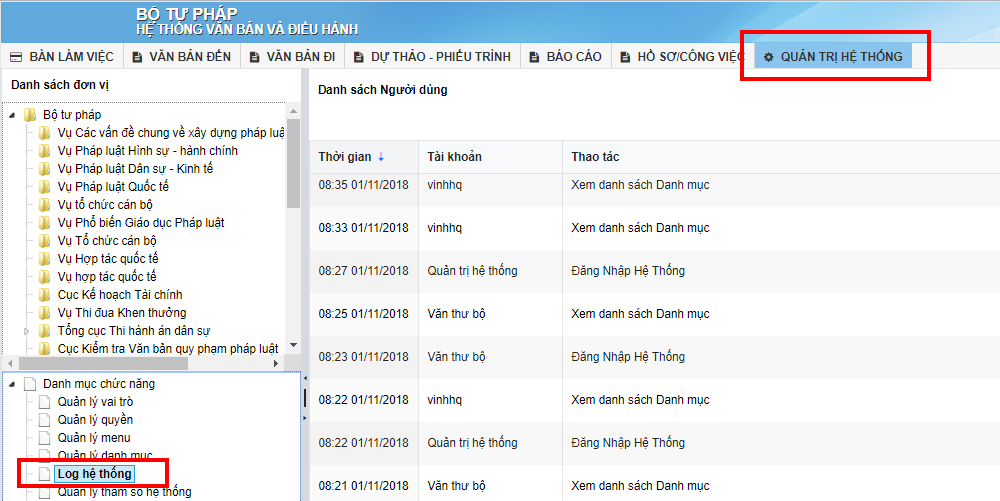 BỘ TƯ PHÁP
HỆ THỐNG VĂN BẢN VÀ ĐIỀU HÀNH
BÀN LÀM VIỆC VĂN BẢN ĐẾN VĂN BẢN ĐI DỰ THẢO - PHIẾU TRÌNH BÁO CÁO HỒ SƠ/CÔNG VIỆC QUẢN TRỊ HỆ THỐNG
Danh sách đơn vị
Bộ tư pháp
Vụ Các vấn đề chung về xây dựng pháp luậ
Vụ Pháp luật Hình sự - hành chính
Vụ Pháp luật Dân sự - Kinh tế
Vụ Pháp luật Quốc tế
Vụ tổ chức cán bộ
Vụ Phổ biến Giáo dục Pháp luật
Vụ Tổ chức cán bộ
Vụ Hợp tác quốc tế
Vụ hợp tác quốc tế
Cục Kế hoạch Tài chính
Vụ Thi đua Khen thưởng
Tổng cục Thi hành án dân sự
Cục Kiểm tra Văn bản quy phạm pháp luật
Danh mục chức năng
Quản lý vai trò
Quản lý quyền
Quản lý menu
Quản lý danh mục
Log hệ thống
Quản lý tham số hệ thống
Danh sách Người dùng
Thời gian Tài khoản Thao tác
08:35 01/11/2018 vinhhq Xem danh sách Danh mục
08:33 01/11/2018 vinhhq Xem danh sách Danh mục
08:27 01/11/2018 Quản trị hệ thống Đăng Nhập Hệ Thống
08:25 01/11/2018 Văn thư bộ Xem danh sách Danh mục
08:23 01/11/2018 Văn thư bộ Đăng Nhập Hệ Thống
08:22 01/11/2018 vinhhq Xem danh sách Danh mục
08:22 01/11/2018 Quản trị hệ thống Đăng Nhập Hệ Thống
08:21 01/11/2018 Văn thư bộ Xem danh sách Danh mục